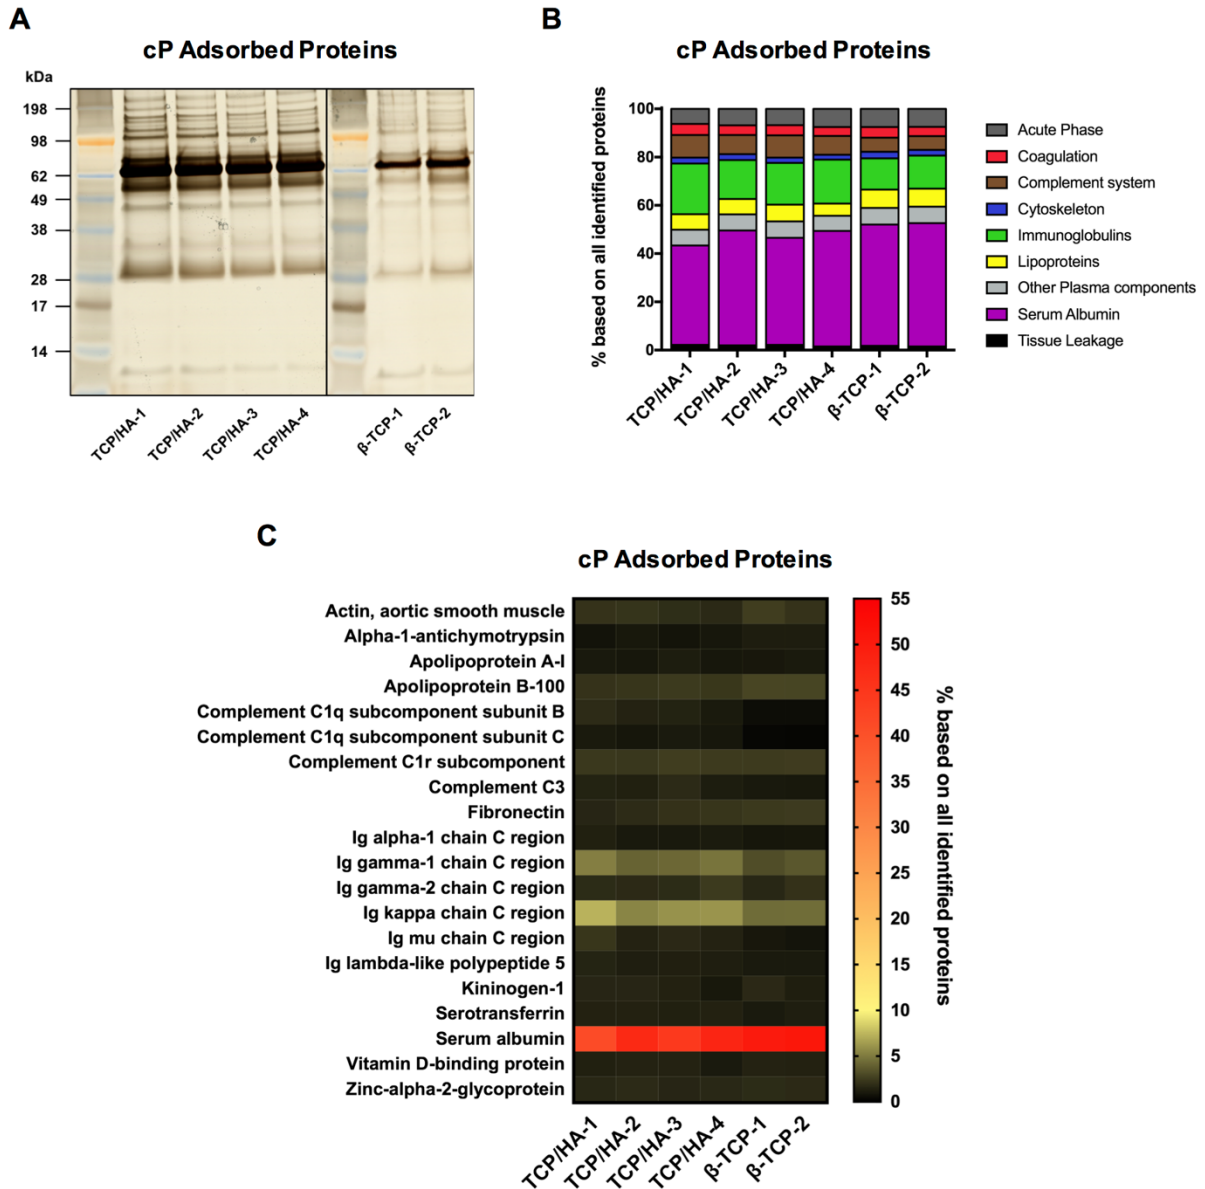 A
cP Adsorbed Proteins
kDa
198
98
62
49
38
28
17
14
TCP/HA-1
TCP/HA-2
TCP/HA-3
TCP/HA-4
β-TCP-1
β-TCP-2
B
cP Adsorbed Proteins
% based on all identified proteins
100
80
60
40
20
0
TCP/HA-1
TCP/HA-2
TCP/HA-3
TCP/HA-4
β-TCP-1
β-TCP-2
Acute Phase
Coagulation
Complement system
Cytoskeleton
Immunoglobulins
Lipoproteins
Other Plasma components
Serum Albumin
Tissue Leakage
C
cP Adsorbed Proteins
Actin, aortic smooth muscle
Alpha-1-antichymotrypsin
Apolipoprotein A-I
Apolipoprotein B-100
Complement C1q subcomponent subunit B
Complement C1q subcomponent subunit C
Complement C1r subcomponent
Complement C3
Fibronectin
Ig alpha-1 chain C region
Ig gamma-1 chain C region
Ig gamma-2 chain C region
Ig kappa chain C region
Ig mu chain C region
Ig lambda-like polypeptide 5
Kininogen-1
Serotransferrin
Serum albumin
Vitamin D-binding protein
Zinc-alpha-2-glycoprotein
TCP/HA-1
TCP/HA-2
TCP/HA-3
TCP/HA-4
β-TCP-1
β-TCP-2
55
50
45
40
35
30
25
20
15
10
5
0
% based on all identified proteins